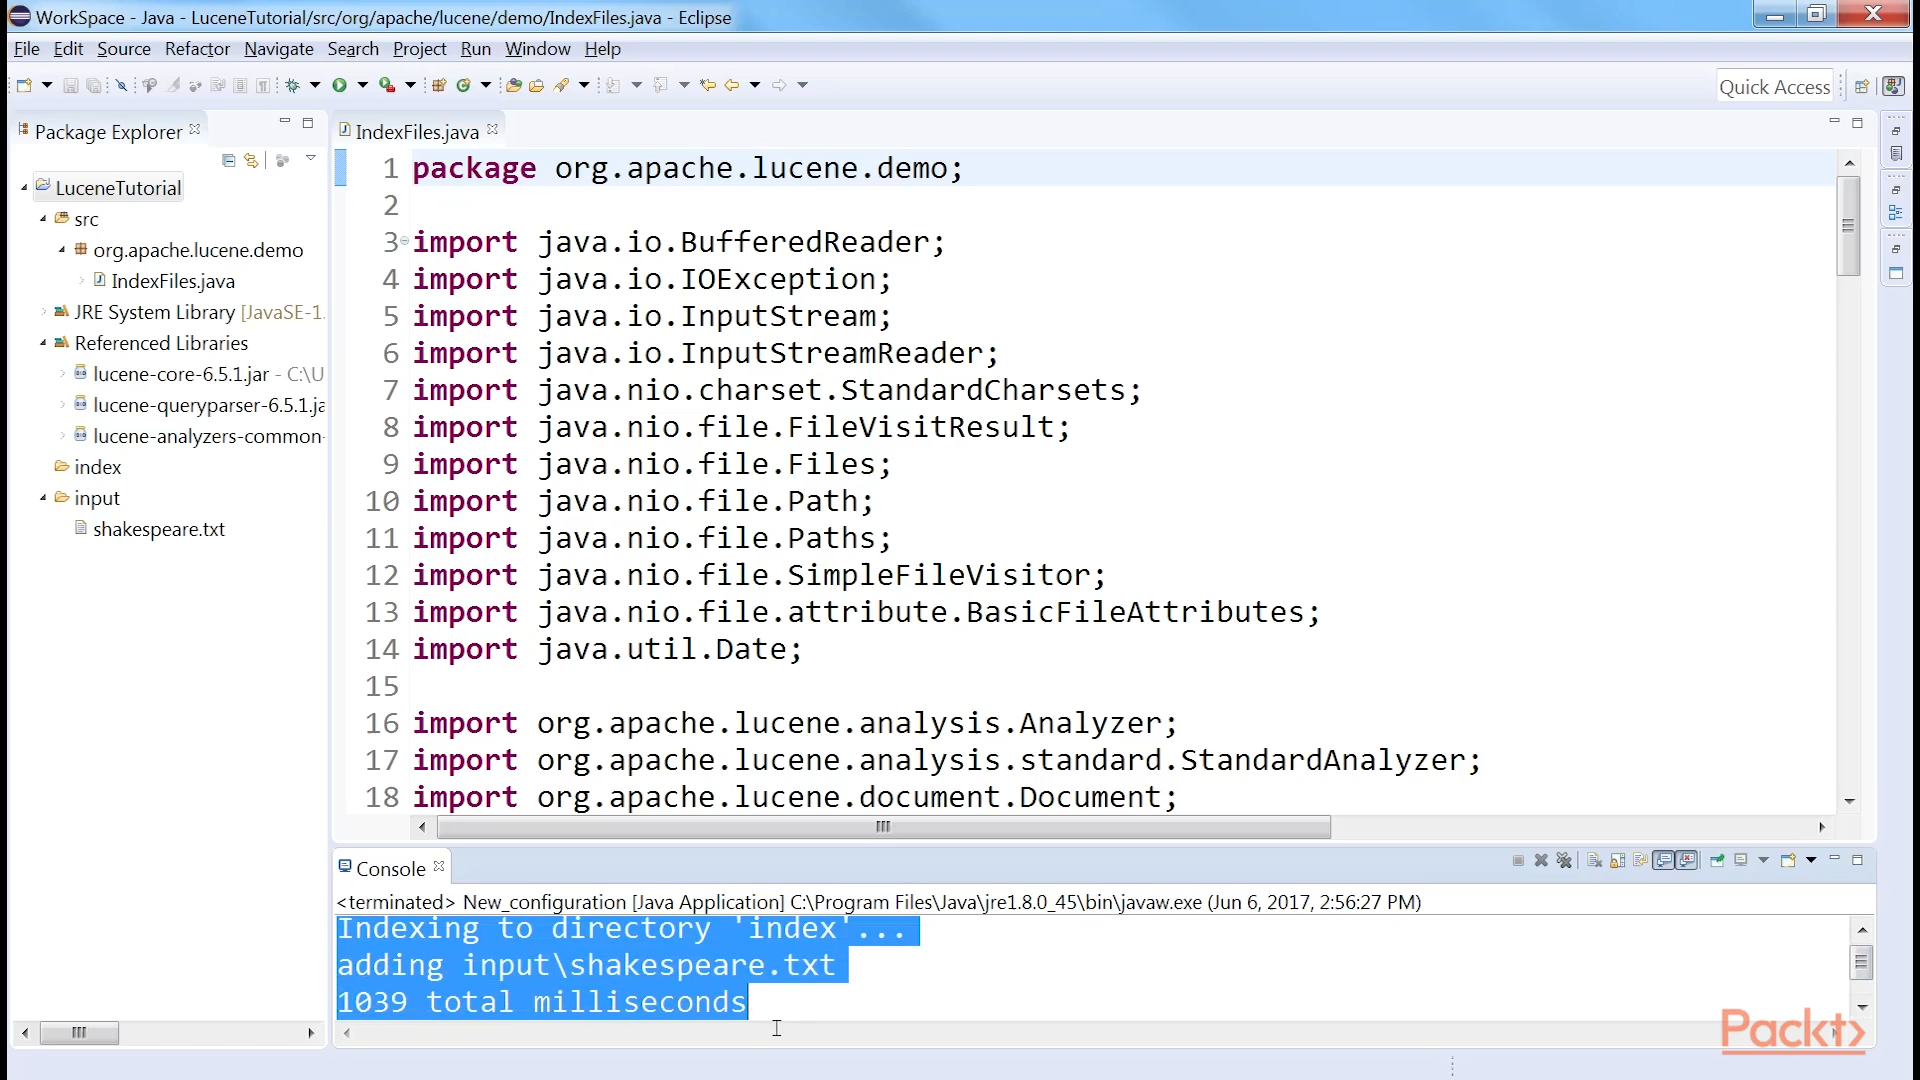 WorkSpace - Java - LuceneTutorial/src/org/apache/lucene/demo/IndexFiles.java - Eclipse
File Edit Source Refactor Navigate Search Project Run Window Help
Quick Access
Package Explorer
LuceneTutorial
src
org.apache.lucene.demo
IndexFiles.java
JRE System Library [JavaSE-1.
Referenced Libraries
lucene-core-6.5.1.jar - C:\U
lucene-queryparser-6.5.1.ja
lucene-analyzers-common-
index
input
shakespeare.txt
IndexFiles.java
1 package org.apache.lucene.demo;
2
3 import java.io.BufferedReader;
4 import java.io.IOException;
5 import java.io.InputStream;
6 import java.io.InputStreamReader;
7 import java.nio.charset.StandardCharsets;
8 import java.nio.file.FileVisitResult;
9 import java.nio.file.Files;
10 import java.nio.file.Path;
11 import java.nio.file.Paths;
12 import java.nio.file.SimpleFileVisitor;
13 import java.nio.file.attribute.BasicFileAttributes;
14 import java.util.Date;
15
16 import org.apache.lucene.analysis.Analyzer;
17 import org.apache.lucene.analysis.standard.StandardAnalyzer;
18 import org.apache.lucene.document.Document;
Console
<terminated> New_configuration [Java Application] C:\Program Files\Java\jre1.8.0_45\bin\javaw.exe (Jun 6, 2017, 2:56:27 PM)
Indexing to directory 'index'...
adding input\shakespeare.txt
1039 total milliseconds
Packt>